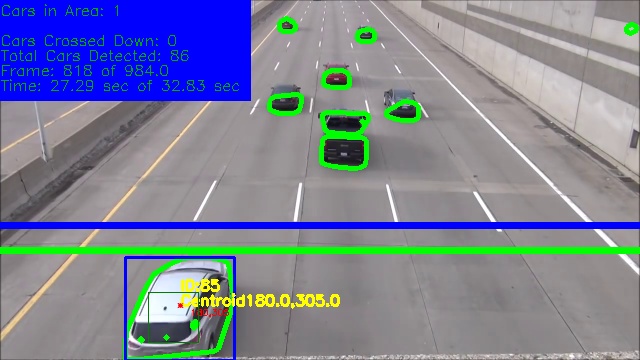 Cars in Area: 1
Cars Crossed Down: 0
Total Cars Detected: 86
Frame: 818 of 984.0
Time: 27.29 sec of 32.83 sec
ID:85
Centroid180.0,305.0